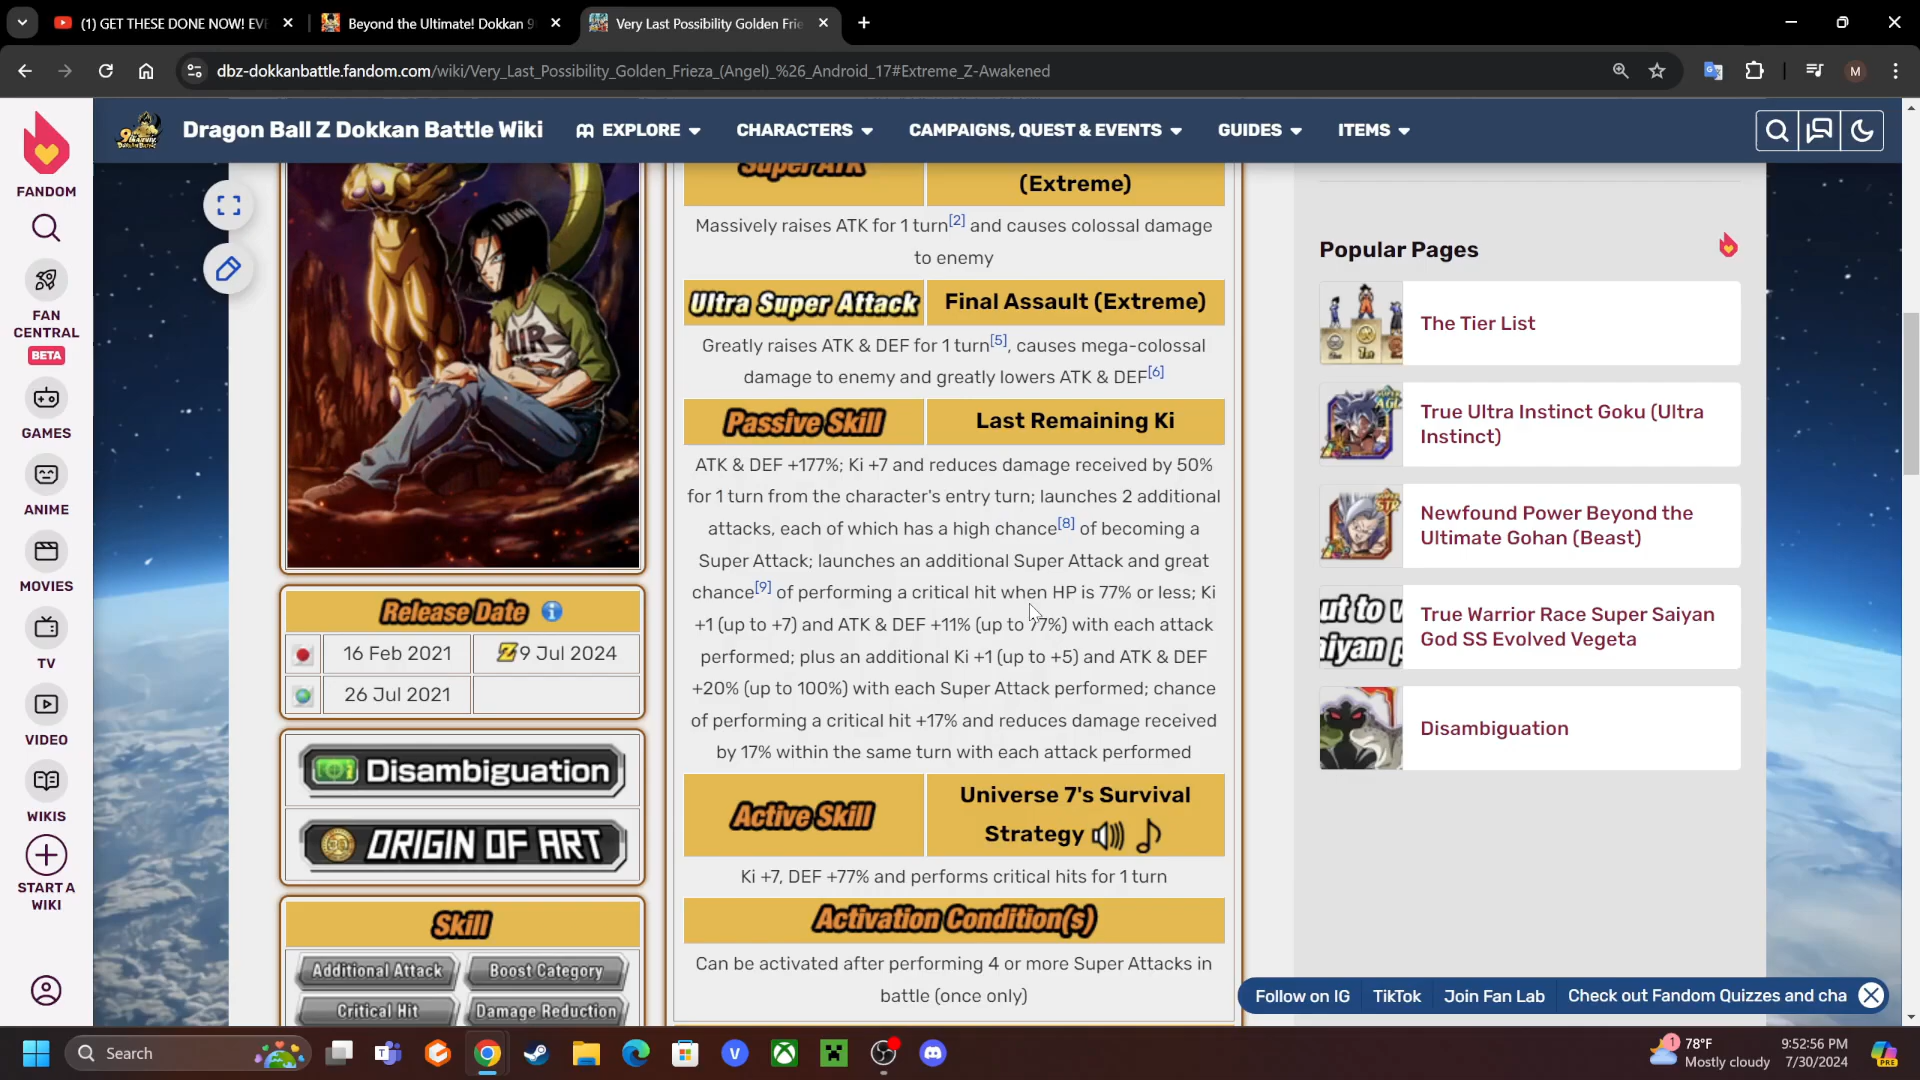 (1) GET THESE DONE NOW! EVE
Beyond the Ultimate! Dokkan 9
Very Last Possibility Golden Frie
dbz-dokkanbattle.fandom.com/wiki/Very_Last_Possibility_Golden_Frieza_(Angel)_%26_Android_17#Extreme_Z-Awakened
M
FANDOM
FAN CENTRAL
BETA
GAMES
ANIME
MOVIES
TV
VIDEO
WIKIS
START A WIKI
Dragon Ball Z Dokkan Battle Wiki
EXPLORE
CHARACTERS
CAMPAIGNS, QUEST & EVENTS
GUIDES
ITEMS
Release Date
16 Feb 2021
Z 9 Jul 2024
26 Jul 2021
Disambiguation
ORIGIN OF ART
Skill
Additional Attack
Boost Category
Critical Hit
Damage Reduction
Super ATK
(Extreme)
Massively raises ATK for 1 turn[2] and causes colossal damage
to enemy
Ultra Super Attack
Final Assault (Extreme)
Greatly raises ATK & DEF for 1 turn[5], causes mega-colossal
damage to enemy and greatly lowers ATK & DEF[6]
Passive Skill
Last Remaining Ki
ATK & DEF +177%; Ki +7 and reduces damage received by 50%
for 1 turn from the character's entry turn; launches 2 additional
attacks, each of which has a high chance[8] of becoming a
Super Attack; launches an additional Super Attack and great
chance[9] of performing a critical hit when HP is 77% or less; Ki
+1 (up to +7) and ATK & DEF +11% (up to 77%) with each attack
performed; plus an additional Ki +1 (up to +5) and ATK & DEF
+20% (up to 100%) with each Super Attack performed; chance
of performing a critical hit +17% and reduces damage received
by 17% within the same turn with each attack performed
Active Skill
Universe 7's Survival
Strategy
Ki +7, DEF +77% and performs critical hits for 1 turn
Activation Condition(s)
Can be activated after performing 4 or more Super Attacks in
battle (once only)
Popular Pages
The Tier List
True Ultra Instinct Goku (Ultra
Instinct)
Newfound Power Beyond the
Ultimate Gohan (Beast)
True Warrior Race Super Saiyan
God SS Evolved Vegeta
Disambiguation
Follow on IG
TikTok
Join Fan Lab
Check out Fandom Quizzes and cha
Search
78°F
Mostly cloudy
9:52:56 PM
7/30/2024